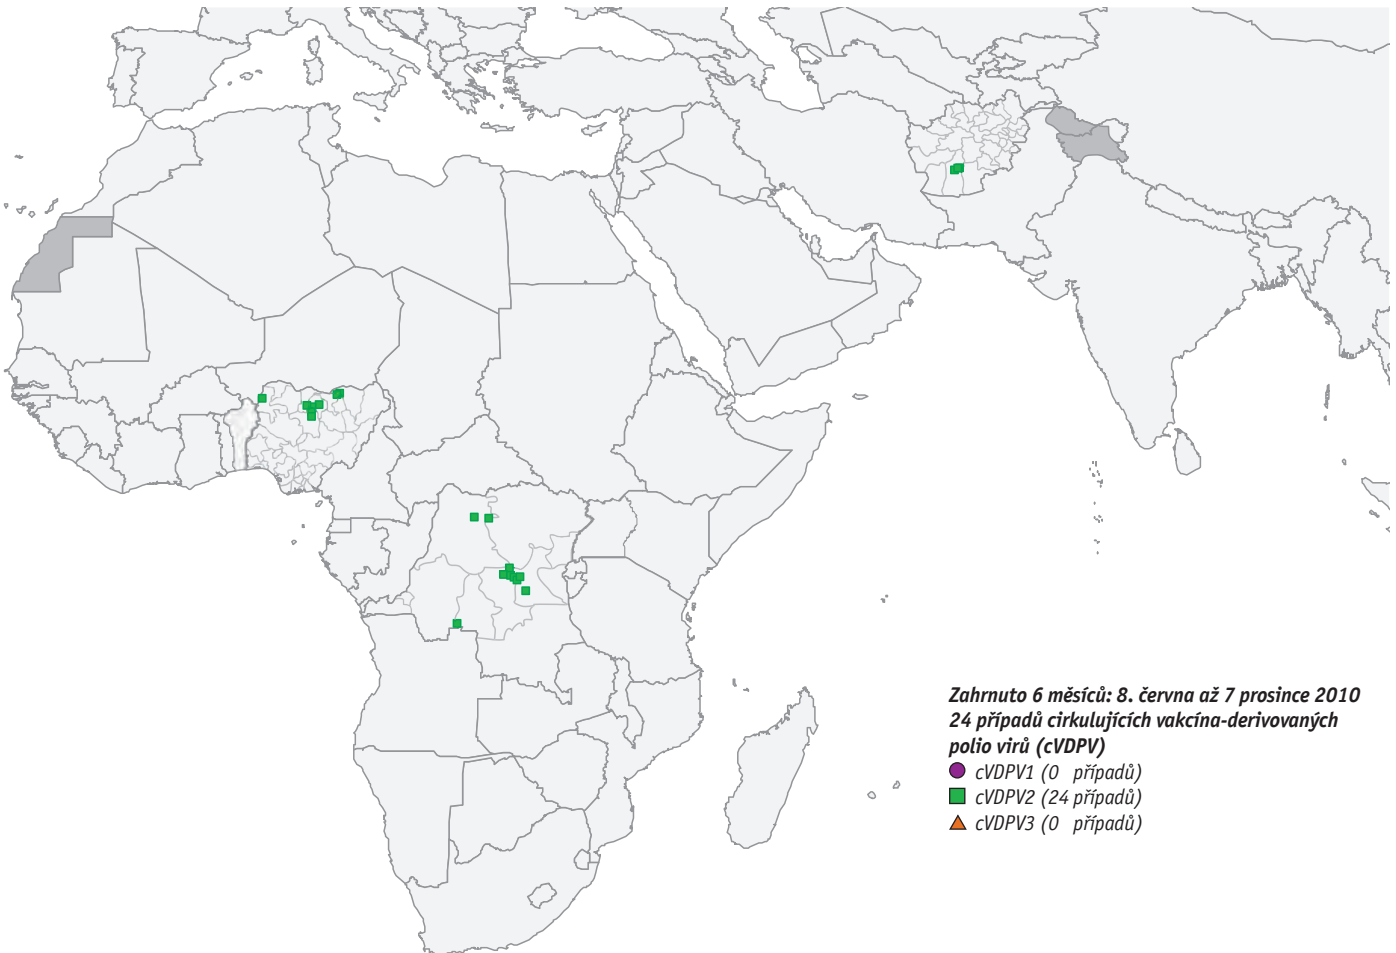 Zahrnuto 6 měsíců: 8. června až 7 prosince 2010
24 případů cirkulujících vakcína-derivovaných
polio virů (cVDPV)
cVDPV1 (0 případů)
cVDPV2 (24 případů)
cVDPV3 (0 případů)